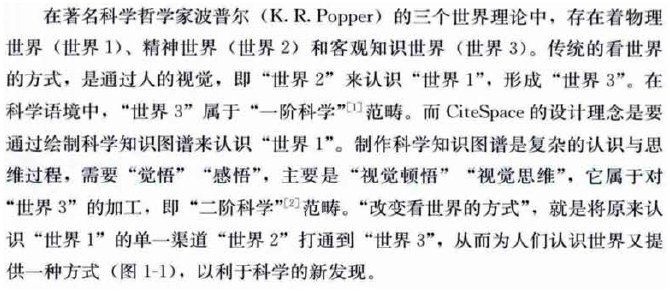 在著名科学哲学家波普尔（K. R. Popper）的三个世界理论中，存在着物理
世界（世界 1）、精神世界（世界 2）和客观知识世界（世界 3）。传统的看世界
的方式，是通过人的视觉，即“世界 2”来认识“世界 1”，形成“世界 3”。在
科学语境中，“世界 3”属于“一阶科学”[1]范畴。而 CiteSpace 的设计理念是要
通过绘制科学知识图谱来认识“世界 1”。制作科学知识图谱是复杂的认识与思
维过程，需要“觉悟”“感悟”，主要是“视觉顿悟”“视觉思维”，它属于对
“世界 3”的加工，即“二阶科学”[2]范畴。“改变看世界的方式”，就是将原来认
识“世界 1”的单一渠道“世界 2”打通到“世界 3”，从而为人们认识世界又提
供一种方式（图 1-1），以利于科学的新发现。